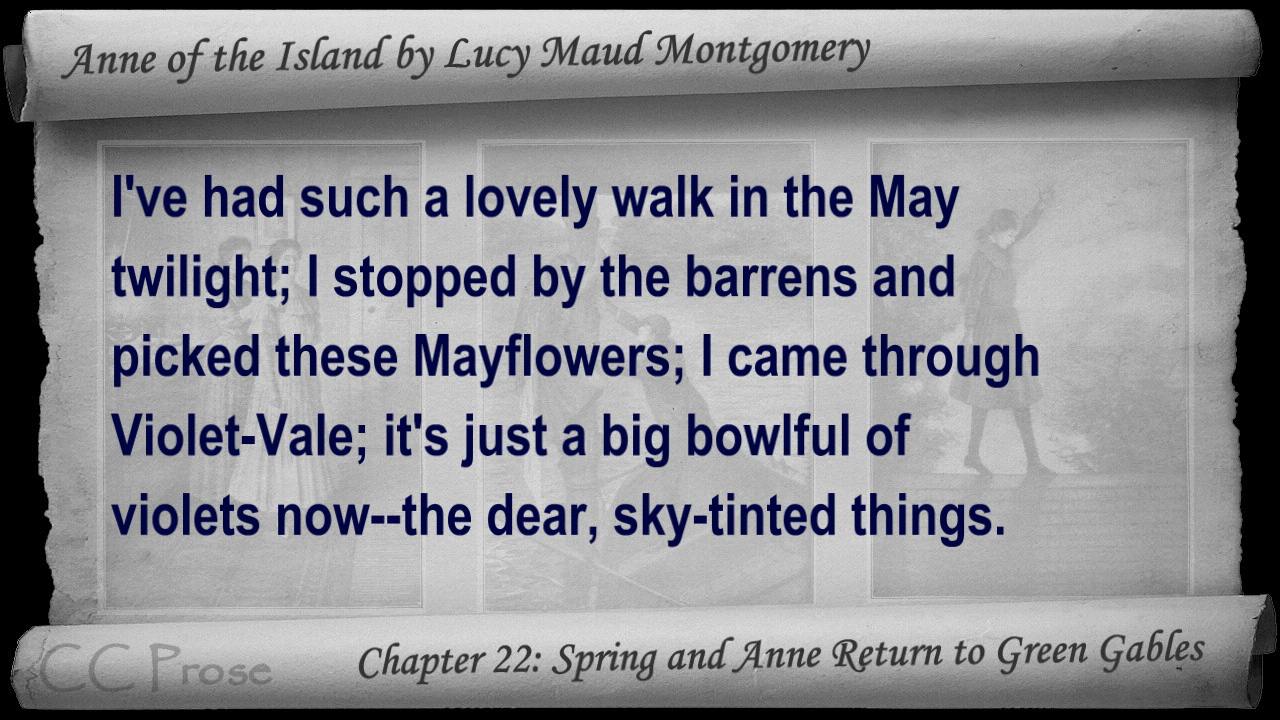 Anne of the Island by Lucy Maud Montgomery
I've had such a lovely walk in the May
twilight; I stopped by the barrens and
picked these Mayflowers; I came through
Violet-Vale; it's just a big bowlful of
violets now--the dear, sky-tinted things.
CC Prose
Chapter 22: Spring and Anne Return to Green Gables